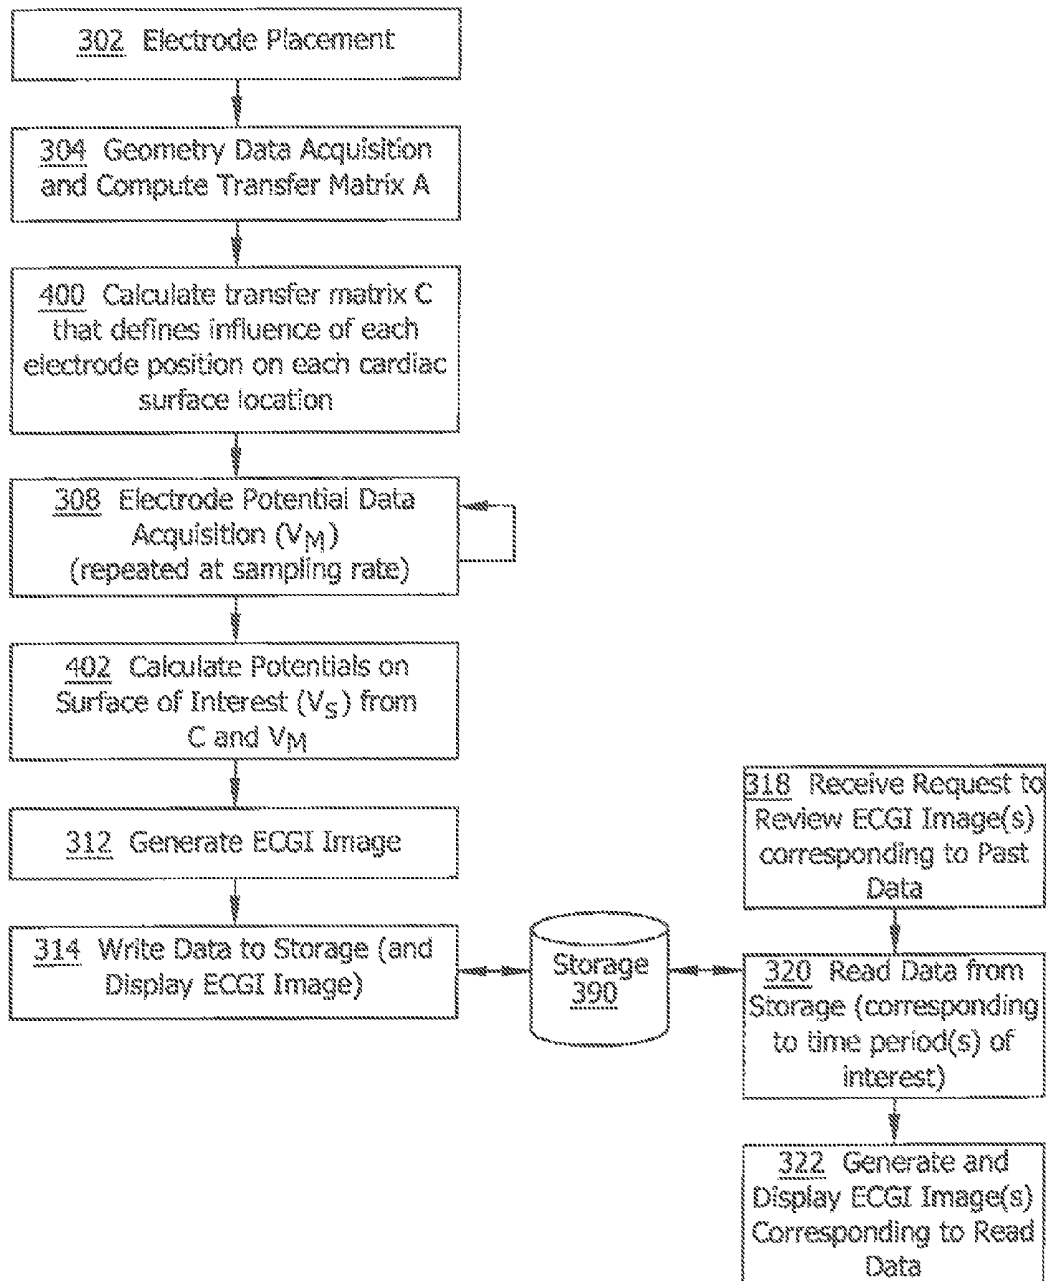 302 Electrode Placement
304 Geometry Data Acquisition
and Compute Transfer Matrix A
400 Calculate transfer matrix C
that defines influence of each
electrode position on each cardiac
surface location
308 Electrode Potential Data
Acquisition (VM)
(repeated at sampling rate)
402 Calculate Potentials on
Surface of Interest (VS) from
C and VM
312 Generate ECGI Image
314 Write Data to Storage (and
Display ECGI Image)
Storage
390
318 Receive Request to
Review ECGI Image(s)
corresponding to Past
Data
320 Read Data from
Storage (corresponding
to time period(s) of
interest)
322 Generate and
Display ECGI Image(s)
Corresponding to Read
Data